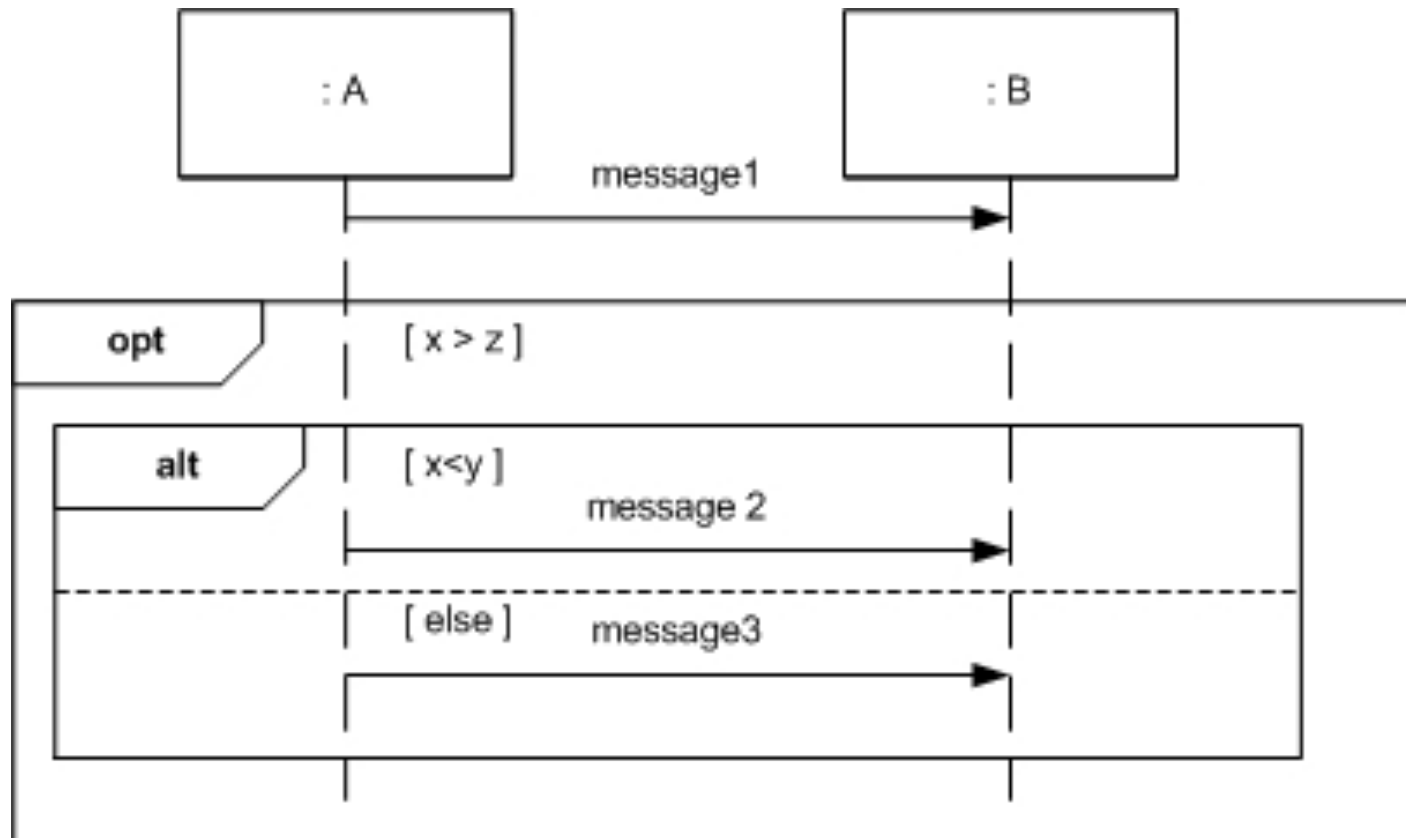 : A
: B
message1
opt
[ x > z ]
alt
[ x<y ]
message 2
[ else ]
message3